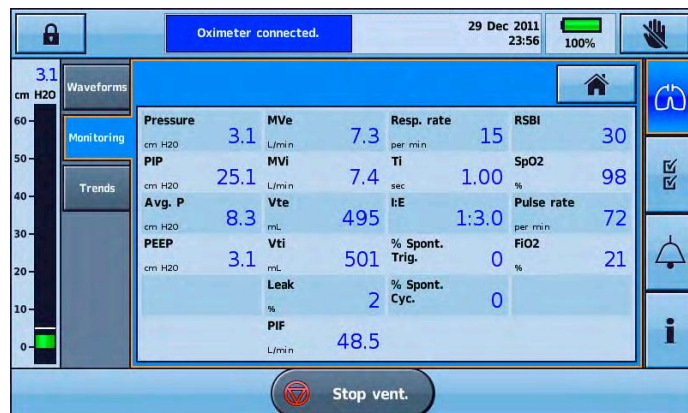 Oximeter connected.
29 Dec 2011
23:56
100%
3.1
cm H2O
60
50
40
30
20
10
0
Waveforms
Monitoring
Trends
Pressure
cm H2O
3.1
MVe
L/min
7.3
Resp. rate
per min
15
RSBI
30
PIP
cm H2O
25.1
MVi
L/min
7.4
Ti
sec
1.00
SpO2
%
98
Avg. P
cm H2O
8.3
Vte
mL
495
I:E
1:3.0
Pulse rate
per min
72
PEEP
cm H2O
3.1
Vti
mL
501
% Spont.
Trig.
0
FiO2
%
21
Leak
%
2
% Spont.
Cyc.
0
PIF
L/min
48.5
i
Stop vent.